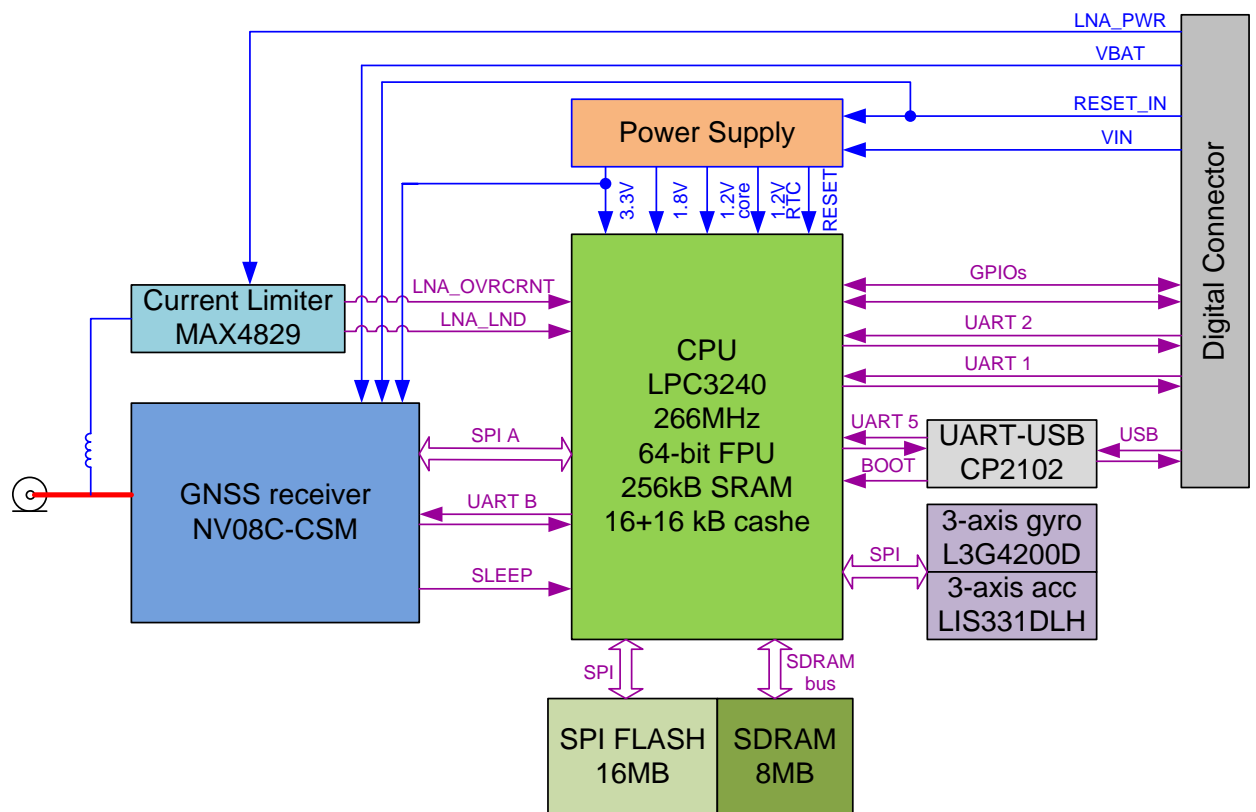 LNA_PWR
VBAT
RESET_IN
VIN
Digital Connector
Power Supply
3.3V
1.8V
1.2V
core
1.2V
RTC
RESET
Current Limiter
MAX4829
LNA_OVRCRNT
LNA_LND
GPIOs
UART 2
UART 1
CPU
LPC3240
266MHz
64-bit FPU
256kB SRAM
16+16 kB cashe
UART 5
BOOT
UART-USB
CP2102
USB
GNSS receiver
NV08C-CSM
SPI A
UART B
SLEEP
SPI
3-axis gyro
L3G4200D
3-axis acc
LIS331DLH
SPI
SDRAM
bus
SPI FLASH
16MB
SDRAM
8MB